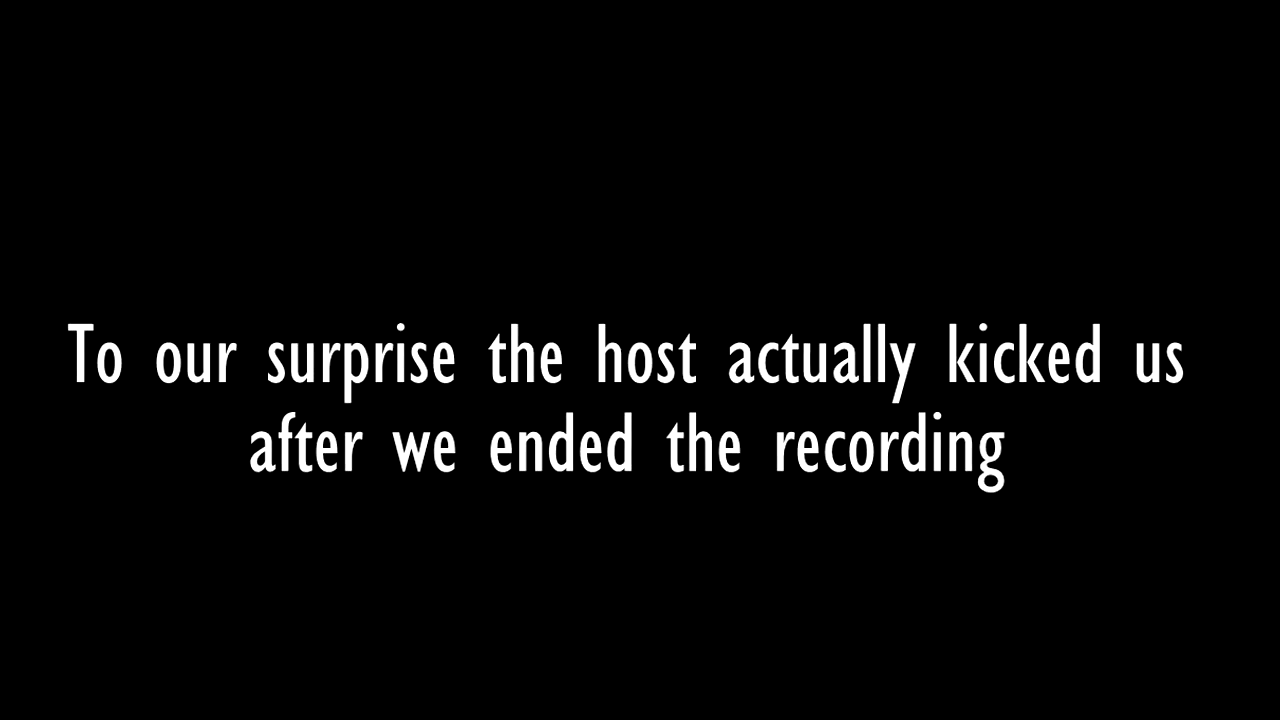 To our surprise the host actually kicked us
after we ended the recording